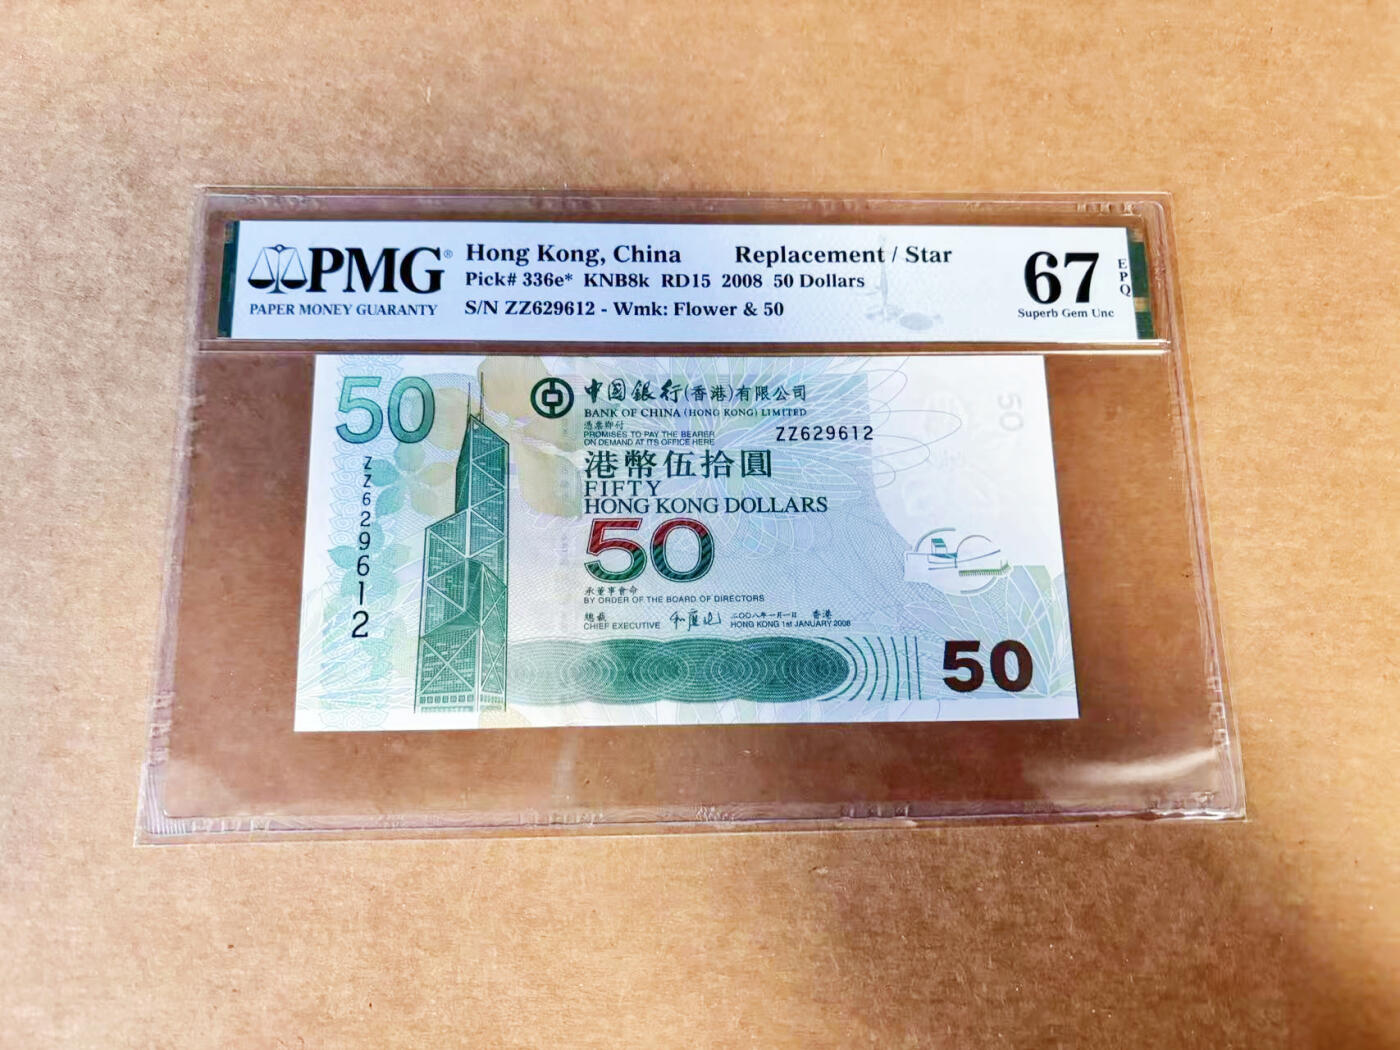 PMG®
PAPER MONEY GUARANTY
Hong Kong, China Replacement / Star
Pick# 336e* KNB8k RD15 2008 50 Dollars
S/N ZZ629612 - Wmk: Flower & 50
67
EPQ
Superb Gem Unc
50
ZZ629612
中国銀行(香港)有限公司
BANK OF CHINA (HONG KONG) LIMITED
憑票即付
PROMISES TO PAY THE BEARER
ON DEMAND AT ITS OFFICE HERE
ZZ629612
港幣伍拾圓
FIFTY
HONG KONG DOLLARS
50
承董事會命
BY ORDER OF THE BOARD OF DIRECTORS
總裁
CHIEF EXECUTIVE
二〇〇八年一月一日 香港
HONG KONG 1st JANUARY 2008
50
50